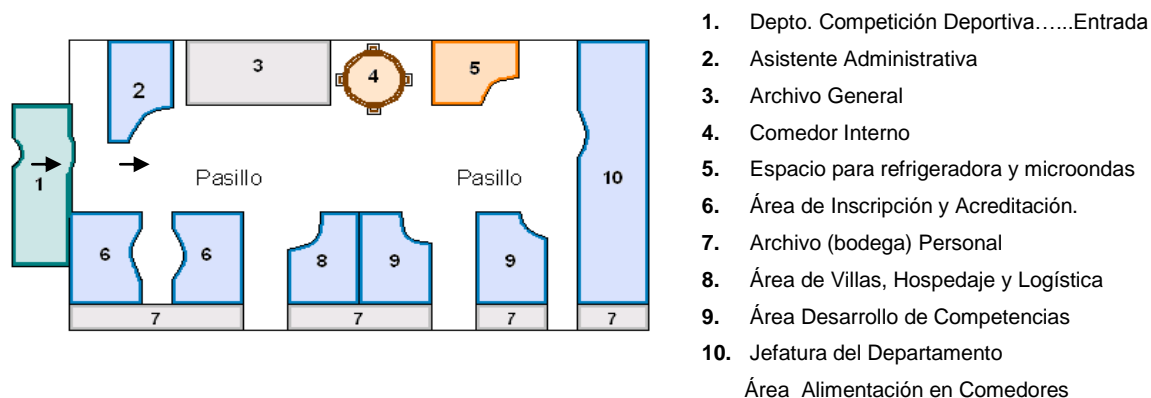 2
3
4
5
1
Pasillo
Pasillo
10
6
6
8
9
9
7
7
7
7
1. Depto. Competición Deportiva…...Entrada
2. Asistente Administrativa
3. Archivo General
4. Comedor Interno
5. Espacio para refrigeradora y microondas
6. Área de Inscripción y Acreditación.
7. Archivo (bodega) Personal
8. Área de Villas, Hospedaje y Logística
9. Área Desarrollo de Competencias
10. Jefatura del Departamento
Área Alimentación en Comedores